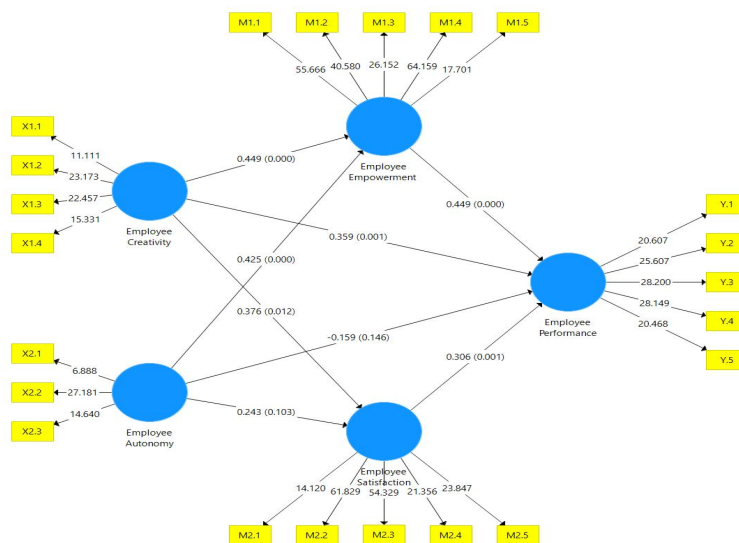 M1.1
M1.2
M1.3
M1.4
M1.5
55.666
40.580
26.152
64.159
17.701
X1.1
X1.2
X1.3
X1.4
11.111
23.173
22.457
15.331
Employee
Creativity
0.449 (0.000)
Employee
Empowerment
0.449 (0.000)
0.359 (0.001)
0.425 (0.000)
0.376 (0.012)
-0.159 (0.146)
0.306 (0.001)
0.243 (0.103)
Y.1
Y.2
Y.3
Y.4
Y.5
20.607
25.607
28.200
28.149
20.468
Employee
Performance
X2.1
X2.2
X2.3
6.888
27.181
14.640
Employee
Autonomy
Employee
Satisfaction
14.120
61.829
54.329
21.356
23.847
M2.1
M2.2
M2.3
M2.4
M2.5